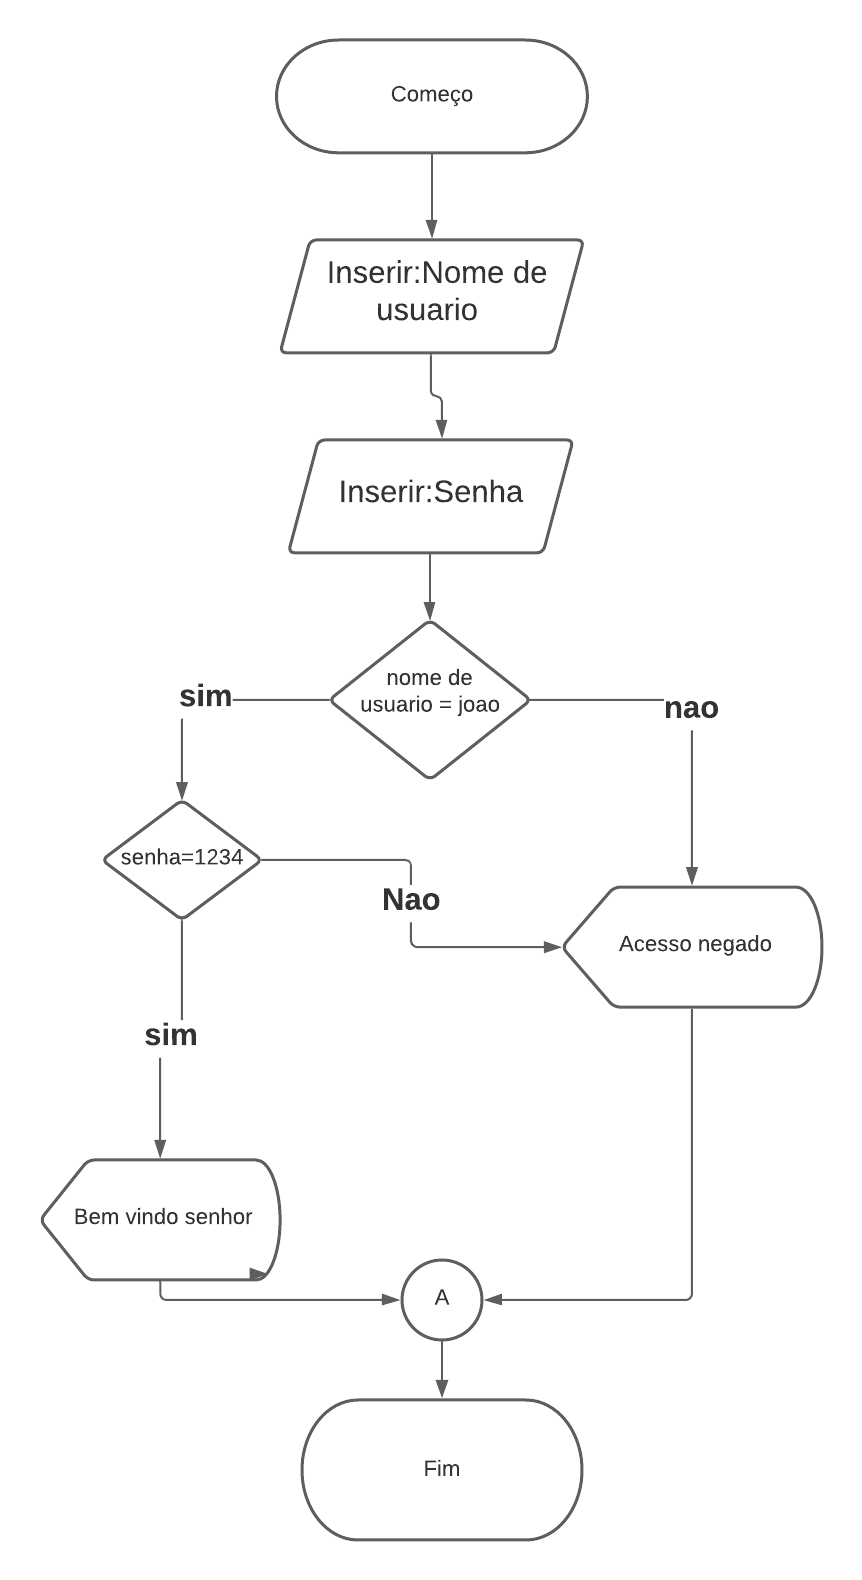 Começo
Inserir:Nome de
usuario
Inserir:Senha
nome de
usuario = joao
sim
nao
senha=1234
Nao
Acesso negado
sim
Bem vindo senhor
A
Fim